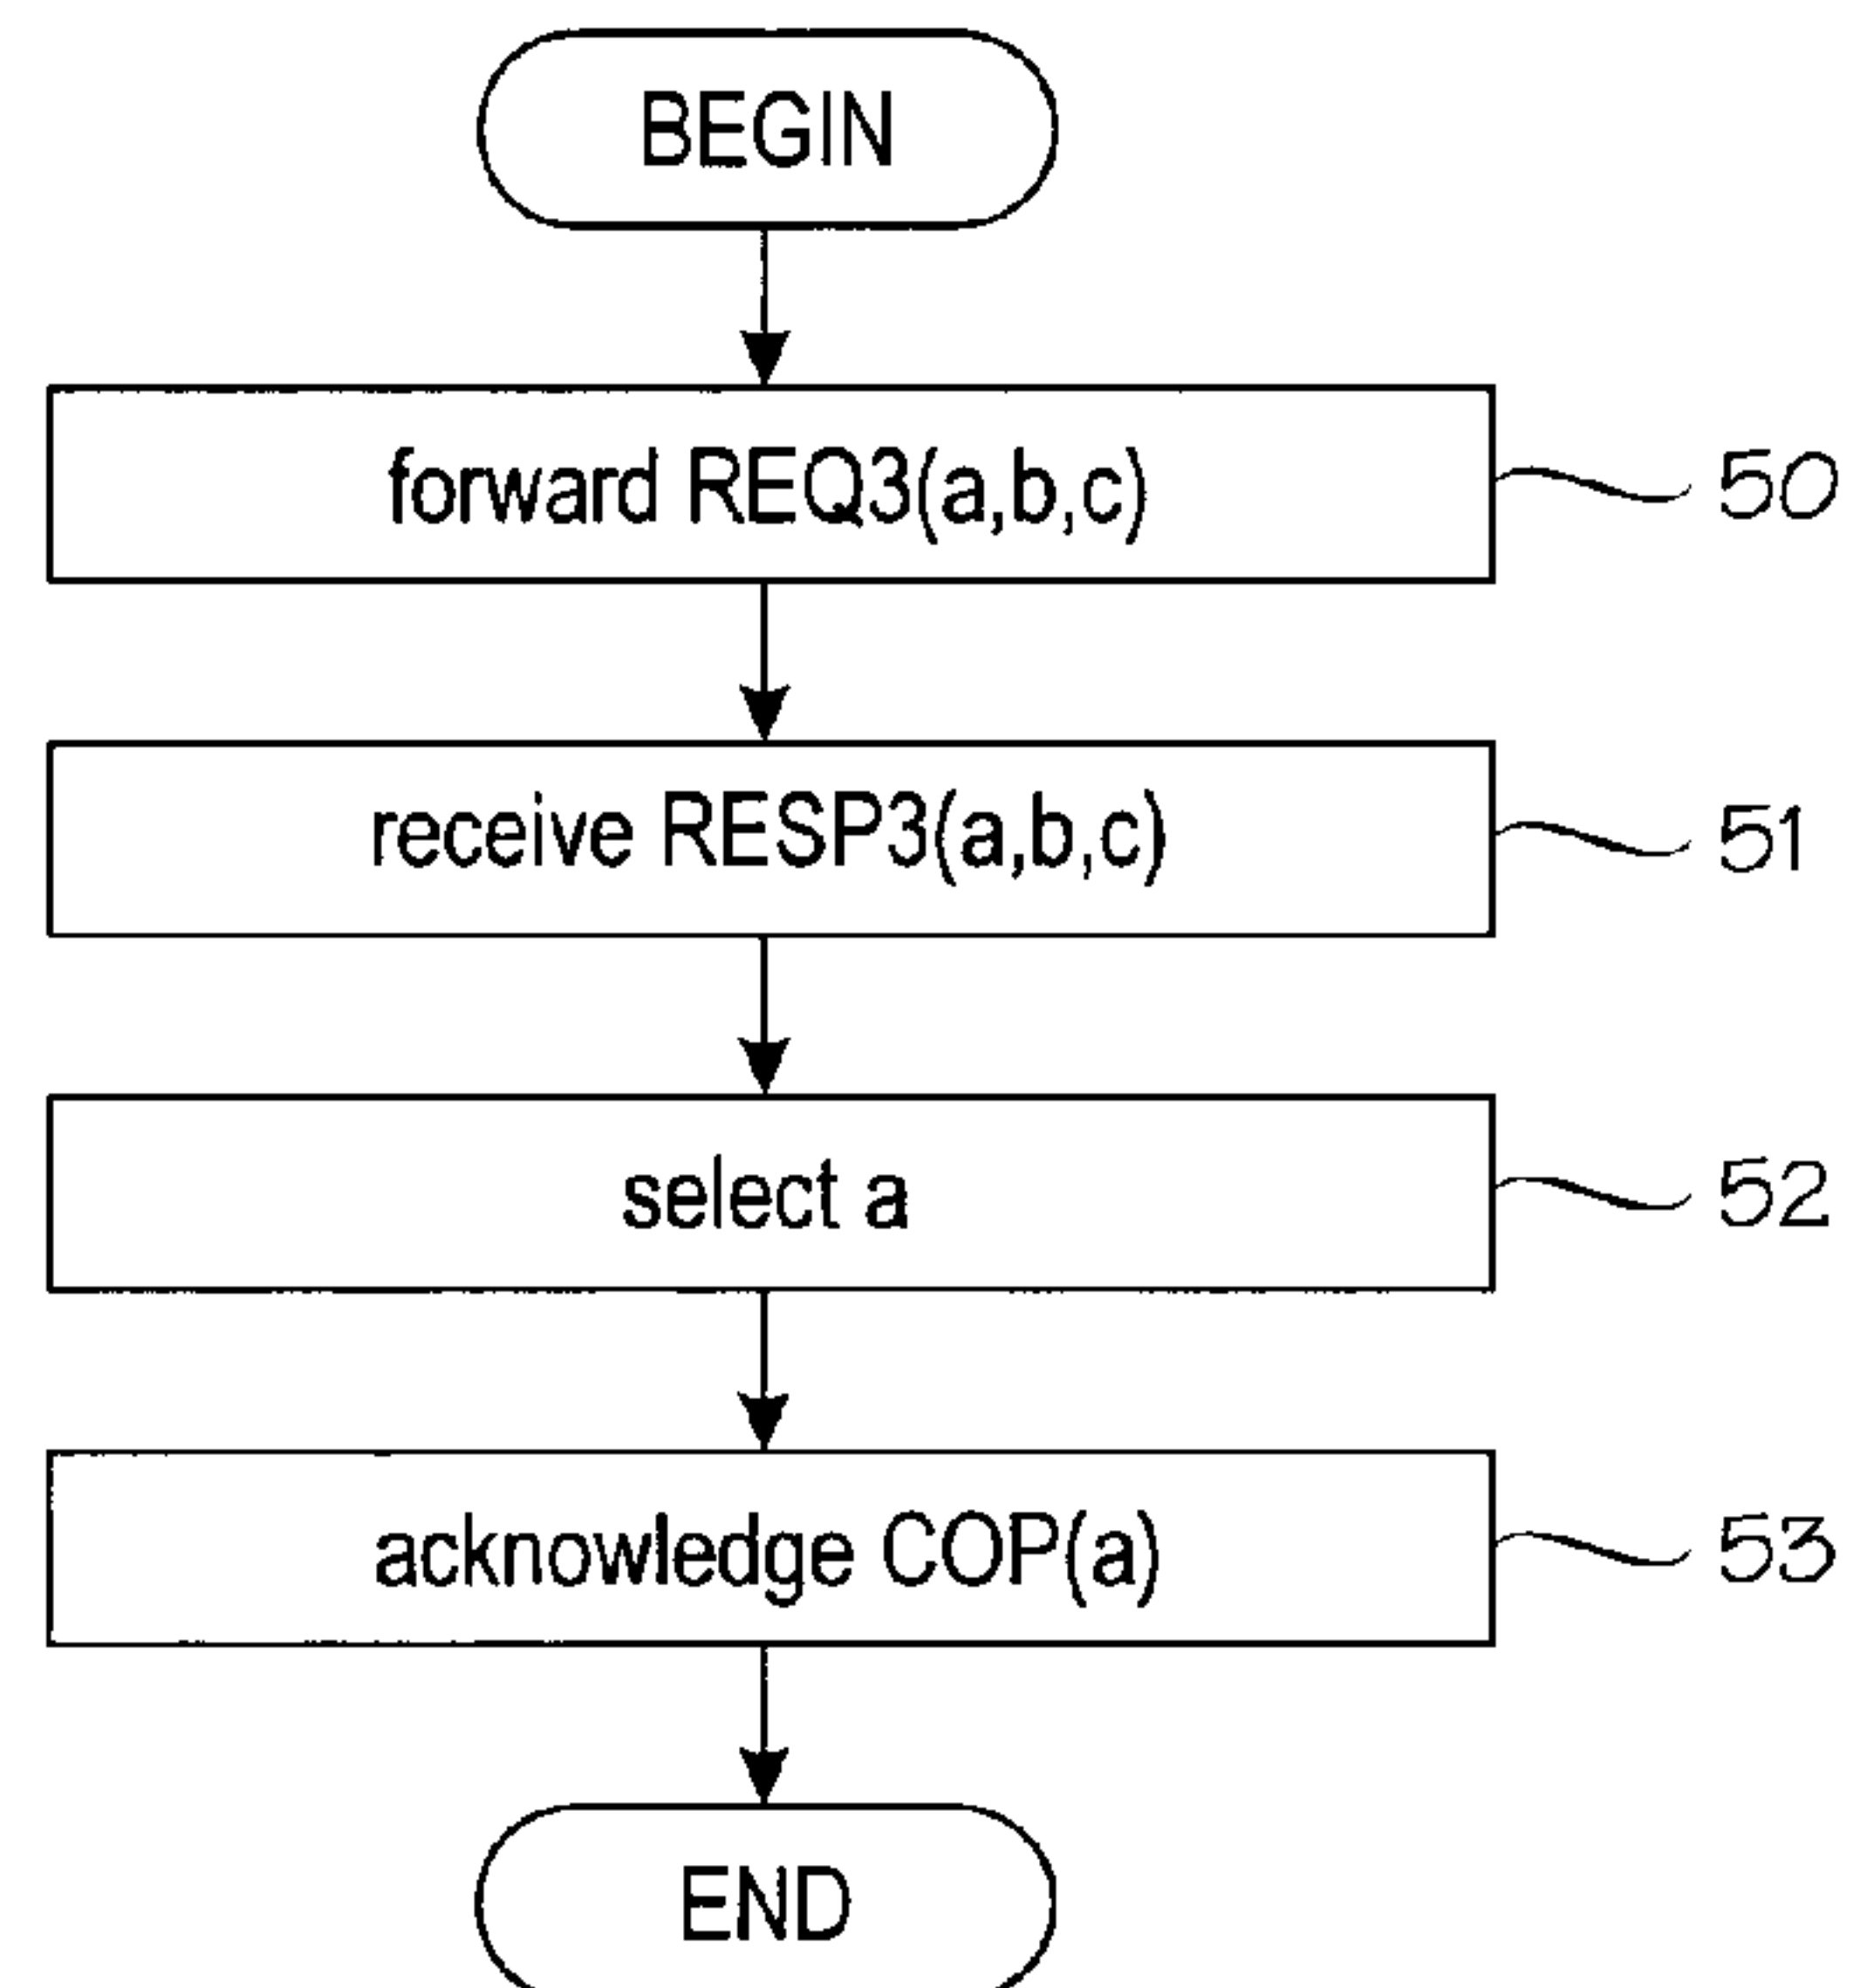 BEGIN
forward REQ3(a,b,c)
50
receive RESP3(a,b,c)
51
select a
52
acknowledge COP(a)
53
END